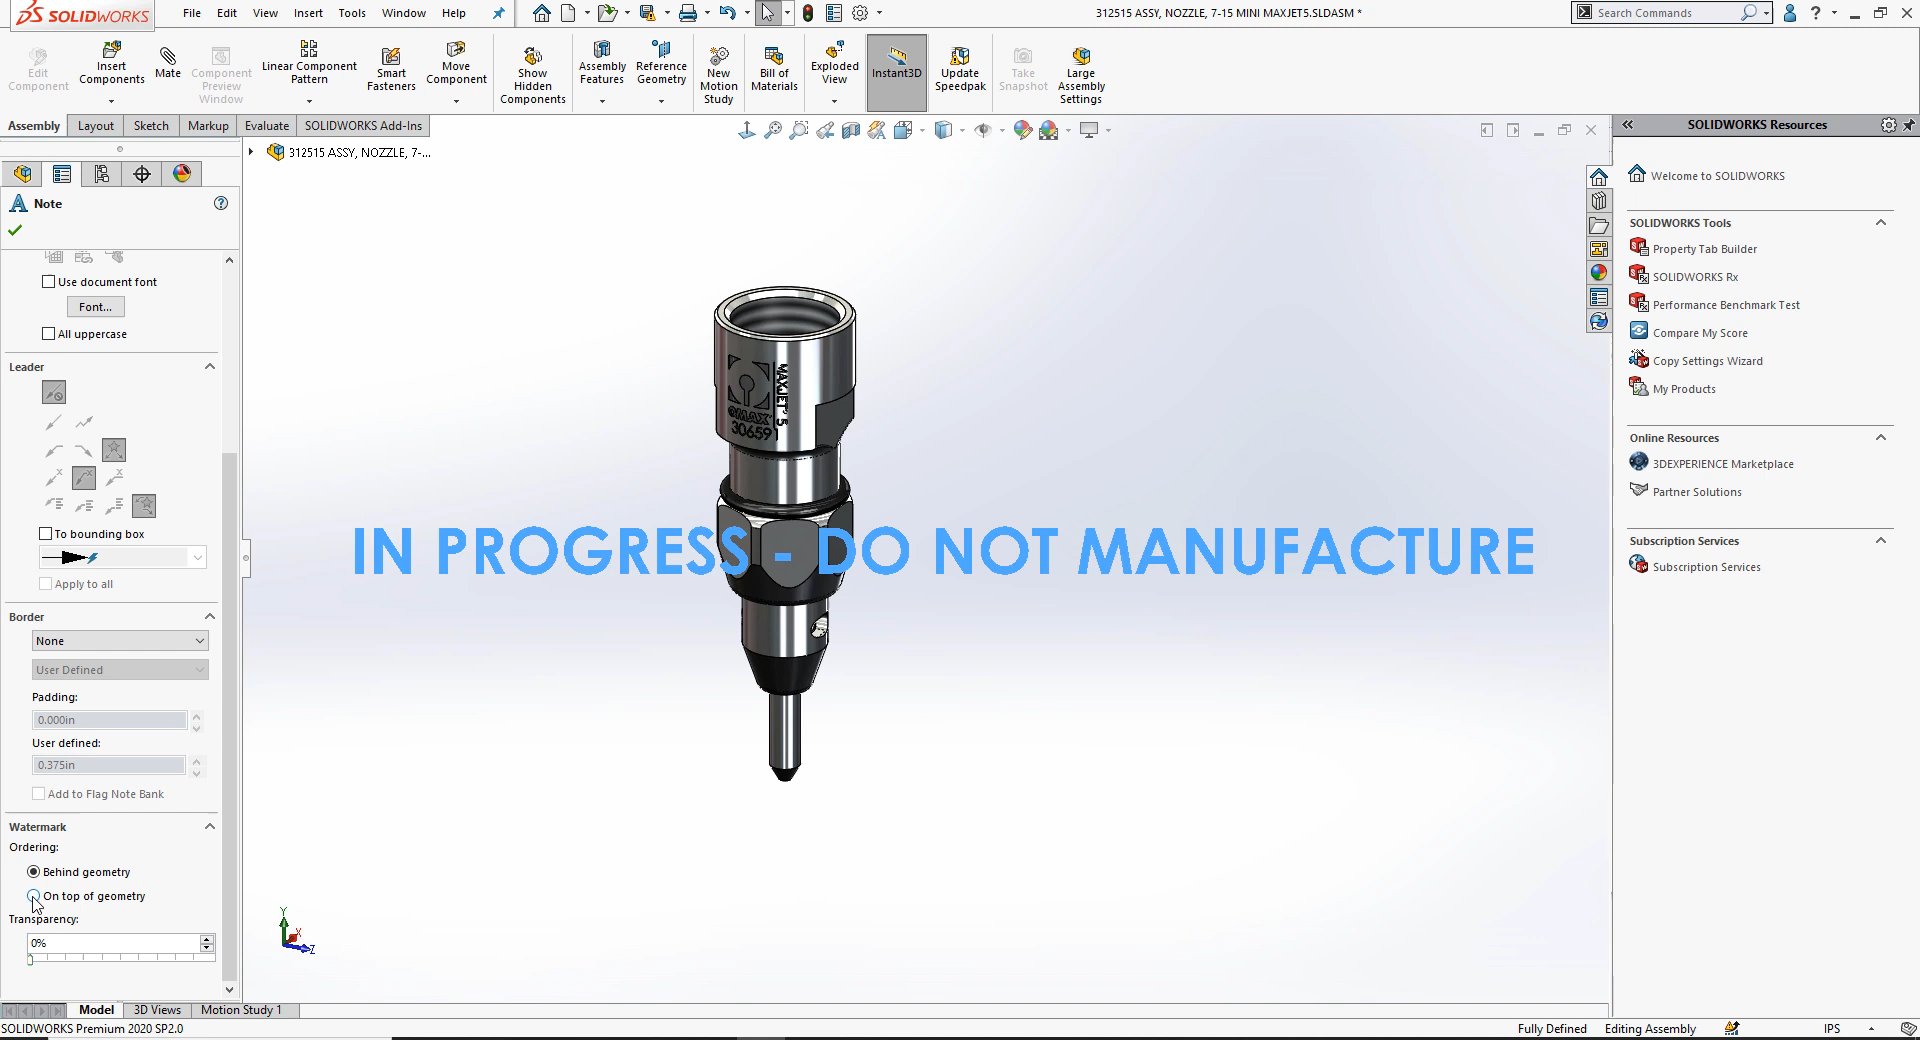 SOLIDWORKS
File Edit View Insert Tools Window Help
312515 ASSY, NOZZLE, 7-15 MINI MAXJET5.SLDASM *
Search Commands
Edit Component
Insert Components
Mate
Component Preview Window
Linear Component Pattern
Smart Fasteners
Move Component
Show Hidden Components
Assembly Features
Reference Geometry
New Motion Study
Bill of Materials
Exploded View
Instant3D
Update Speedpak
Take Snapshot
Large Assembly Settings
Assembly Layout Sketch Markup Evaluate SOLIDWORKS Add-Ins
312515 ASSY, NOZZLE, 7-...
Note
Use document font
Font...
All uppercase
Leader
To bounding box
Apply to all
Border
None
User Defined
Padding:
0.000in
User defined:
0.375in
Add to Flag Note Bank
Watermark
Ordering:
Behind geometry
On top of geometry
Transparency:
0%
MAXJET 5
QMAX
30659
IN PROGRESS - DO NOT MANUFACTURE
Y
X
Z
SOLIDWORKS Resources
Welcome to SOLIDWORKS
SOLIDWORKS Tools
Property Tab Builder
SOLIDWORKS Rx
Performance Benchmark Test
Compare My Score
Copy Settings Wizard
My Products
Online Resources
3DEXPERIENCE Marketplace
Partner Solutions
Subscription Services
Subscription Services
Model 3D Views Motion Study 1
SOLIDWORKS Premium 2020 SP2.0
Fully Defined Editing Assembly IPS